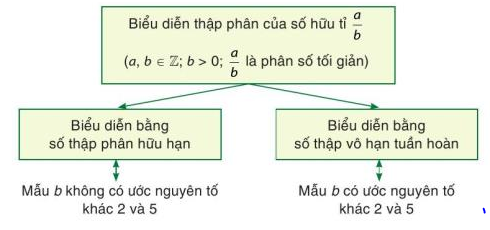 Biểu diễn thập phân của số hữu tỉ a/b
(a, b ∈ ℤ; b > 0; a/b là phân số tối giản)
Biểu diễn bằng
số thập phân hữu hạn
Biểu diễn bằng
số thập vô hạn tuần hoàn
Mẫu b không có ước nguyên tố
khác 2 và 5
Mẫu b có ước nguyên tố
khác 2 và 5